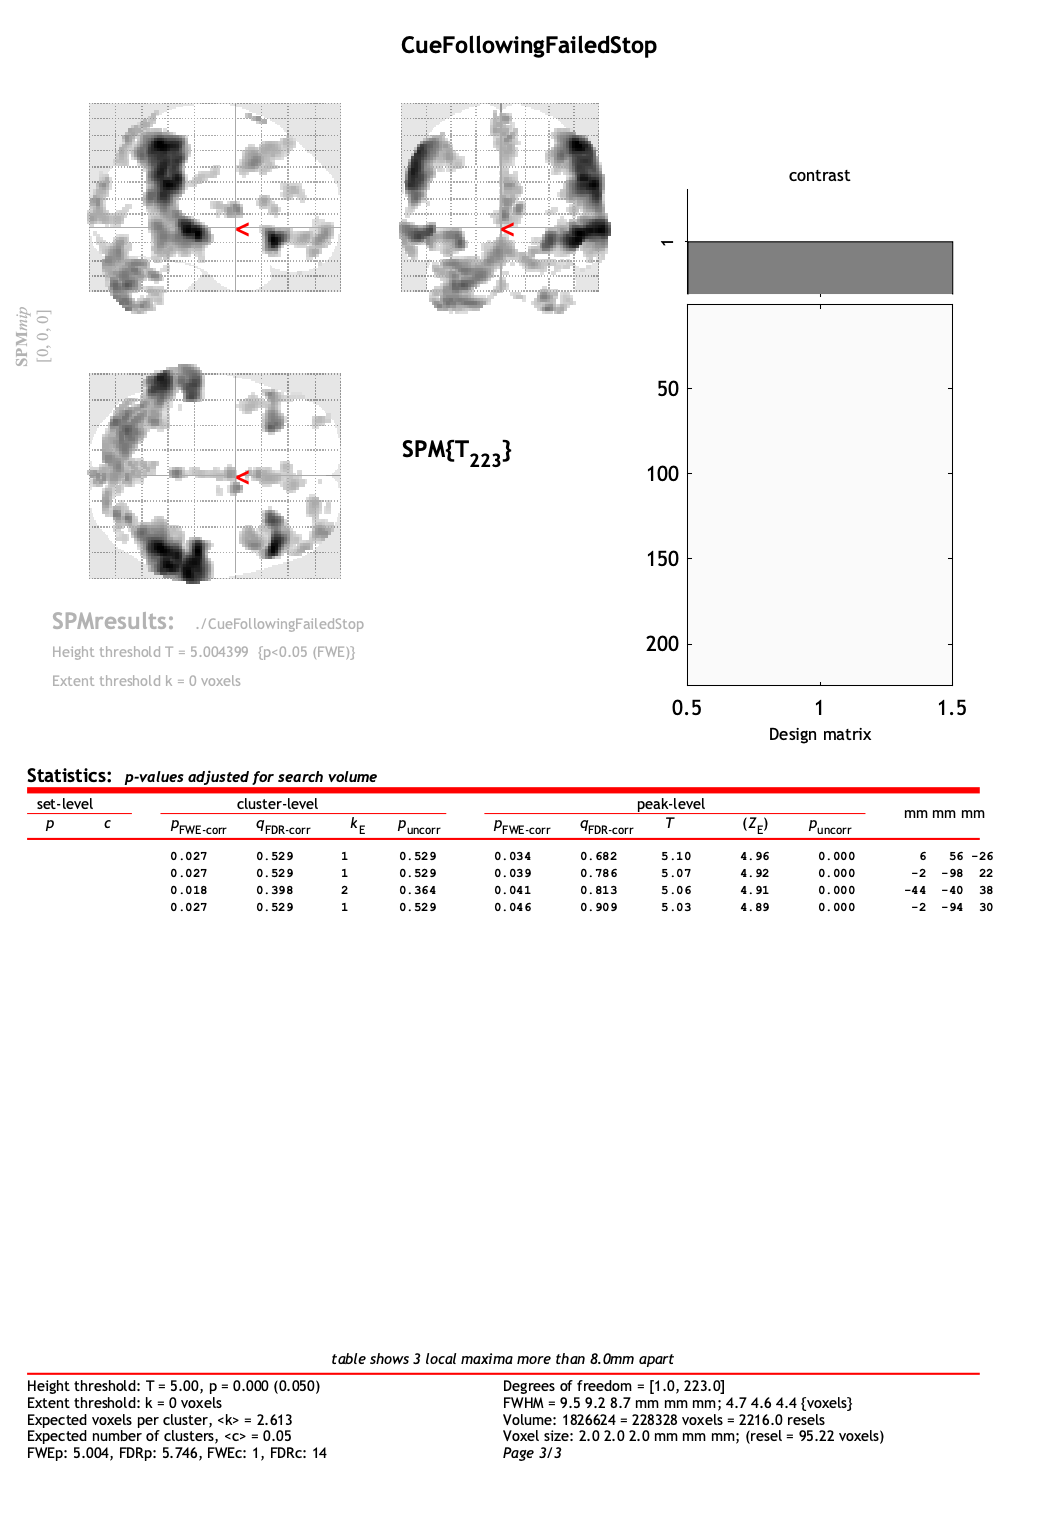 CueFollowingFailedStop
<
<
<
SPMmip
[0, 0, 0]
SPM{T223}
contrast
1
50
100
150
200
0.5 1 1.5
Design matrix
SPMresults: ./CueFollowingFailedStop
Height threshold T = 5.004399 {p<0.05 (FWE)}
Extent threshold k = 0 voxels
Statistics: p-values adjusted for search volume
set-level cluster-level peak-level mm mm mm
p c pFWE-corr qFDR-corr kE puncorr pFWE-corr qFDR-corr T (ZE) puncorr
0.027 0.529 1 0.529 0.034 0.682 5.10 4.96 0.000 6 56 -26
0.027 0.529 1 0.529 0.039 0.786 5.07 4.92 0.000 -2 -98 22
0.018 0.398 2 0.364 0.041 0.813 5.06 4.91 0.000 -44 -40 38
0.027 0.529 1 0.529 0.046 0.909 5.03 4.89 0.000 -2 -94 30
table shows 3 local maxima more than 8.0mm apart
Height threshold: T = 5.00, p = 0.000 (0.050)
Extent threshold: k = 0 voxels
Expected voxels per cluster, <k> = 2.613
Expected number of clusters, <c> = 0.05
FWEp: 5.004, FDRp: 5.746, FWEc: 1, FDRc: 14
Degrees of freedom = [1.0, 223.0]
FWHM = 9.5 9.2 8.7 mm mm mm; 4.7 4.6 4.4 {voxels}
Volume: 1826624 = 228328 voxels = 2216.0 resels
Voxel size: 2.0 2.0 2.0 mm mm mm; (resel = 95.22 voxels)
Page 3/3